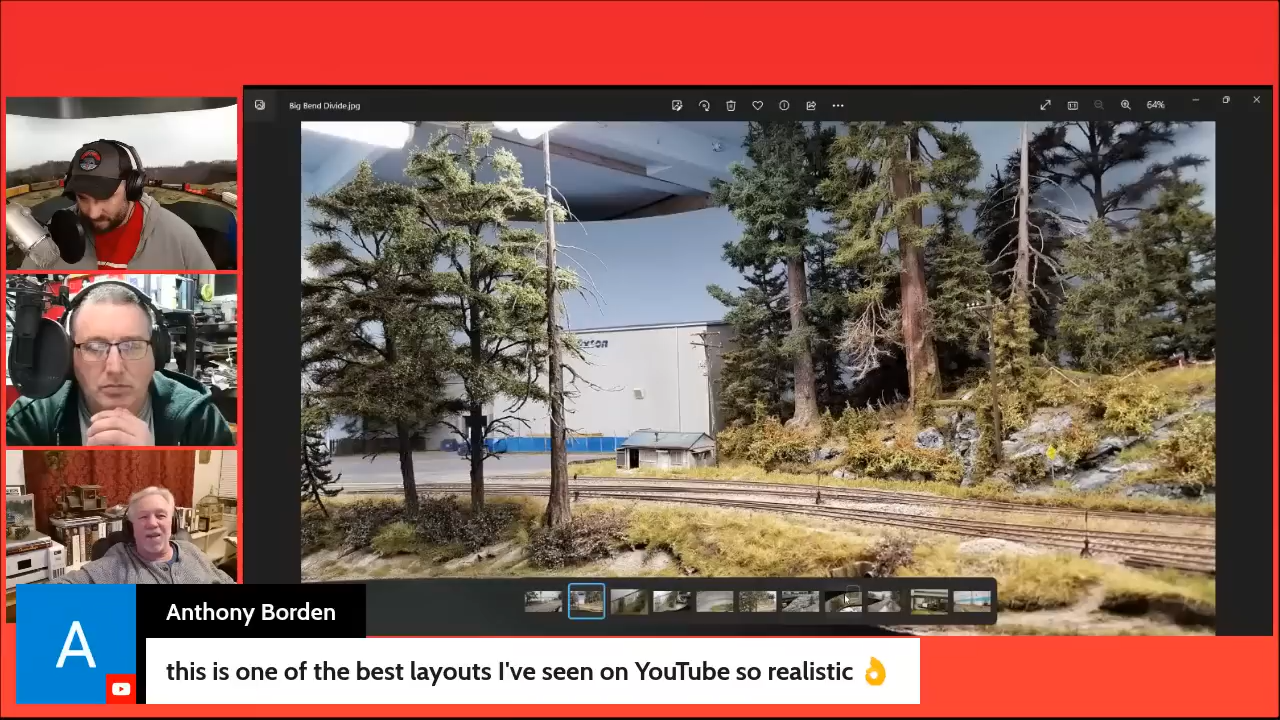 Big Bend Divide.jpg
64%
A
Anthony Borden
this is one of the best layouts I've seen on YouTube so realistic 👌